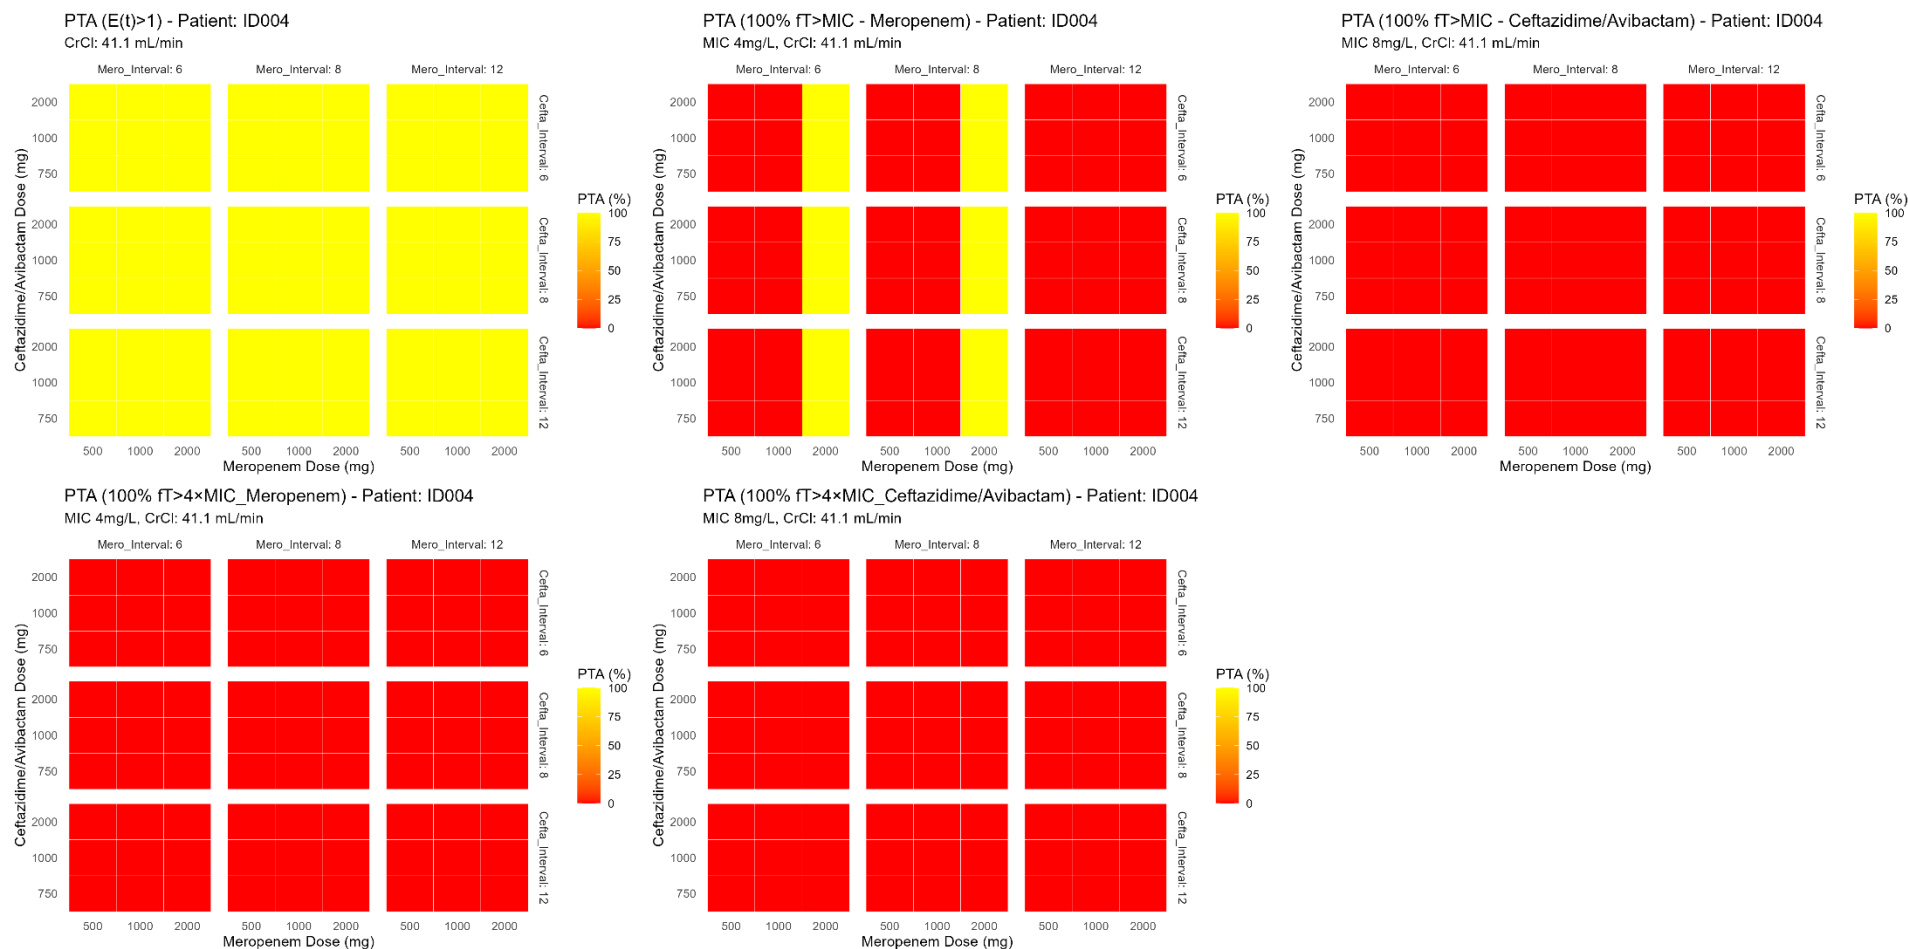 PTA (E(t)>1) - Patient: ID004
CrCl: 41.1 mL/min
Mero_Interval: 6 Mero_Interval: 8 Mero_Interval: 12
Ceftazidime/Avibactam Dose (mg)
2000
1000
750
Cefta_Interval: 6
2000
1000
750
Cefta_Interval: 8
2000
1000
750
Cefta_Interval: 12
500 1000 2000 500 1000 2000 500 1000 2000
Meropenem Dose (mg)
PTA (%)
100
75
50
25
0
PTA (100% fT>MIC - Meropenem) - Patient: ID004
MIC 4mg/L, CrCl: 41.1 mL/min
Mero_Interval: 6 Mero_Interval: 8 Mero_Interval: 12
Ceftazidime/Avibactam Dose (mg)
2000
1000
750
Cefta_Interval: 6
2000
1000
750
Cefta_Interval: 8
2000
1000
750
Cefta_Interval: 12
500 1000 2000 500 1000 2000 500 1000 2000
Meropenem Dose (mg)
PTA (%)
100
75
50
25
0
PTA (100% fT>MIC - Ceftazidime/Avibactam) - Patient: ID004
MIC 8mg/L, CrCl: 41.1 mL/min
Mero_Interval: 6 Mero_Interval: 8 Mero_Interval: 12
Ceftazidime/Avibactam Dose (mg)
2000
1000
750
Cefta_Interval: 6
2000
1000
750
Cefta_Interval: 8
2000
1000
750
Cefta_Interval: 12
500 1000 2000 500 1000 2000 500 1000 2000
Meropenem Dose (mg)
PTA (%)
100
75
50
25
0
PTA (100% fT>4×MIC_Meropenem) - Patient: ID004
MIC 4mg/L, CrCl: 41.1 mL/min
Mero_Interval: 6 Mero_Interval: 8 Mero_Interval: 12
Ceftazidime/Avibactam Dose (mg)
2000
1000
750
Cefta_Interval: 6
2000
1000
750
Cefta_Interval: 8
2000
1000
750
Cefta_Interval: 12
500 1000 2000 500 1000 2000 500 1000 2000
Meropenem Dose (mg)
PTA (%)
100
75
50
25
0
PTA (100% fT>4×MIC_Ceftazidime/Avibactam) - Patient: ID004
MIC 8mg/L, CrCl: 41.1 mL/min
Mero_Interval: 6 Mero_Interval: 8 Mero_Interval: 12
Ceftazidime/Avibactam Dose (mg)
2000
1000
750
Cefta_Interval: 6
2000
1000
750
Cefta_Interval: 8
2000
1000
750
Cefta_Interval: 12
500 1000 2000 500 1000 2000 500 1000 2000
Meropenem Dose (mg)
PTA (%)
100
75
50
25
0